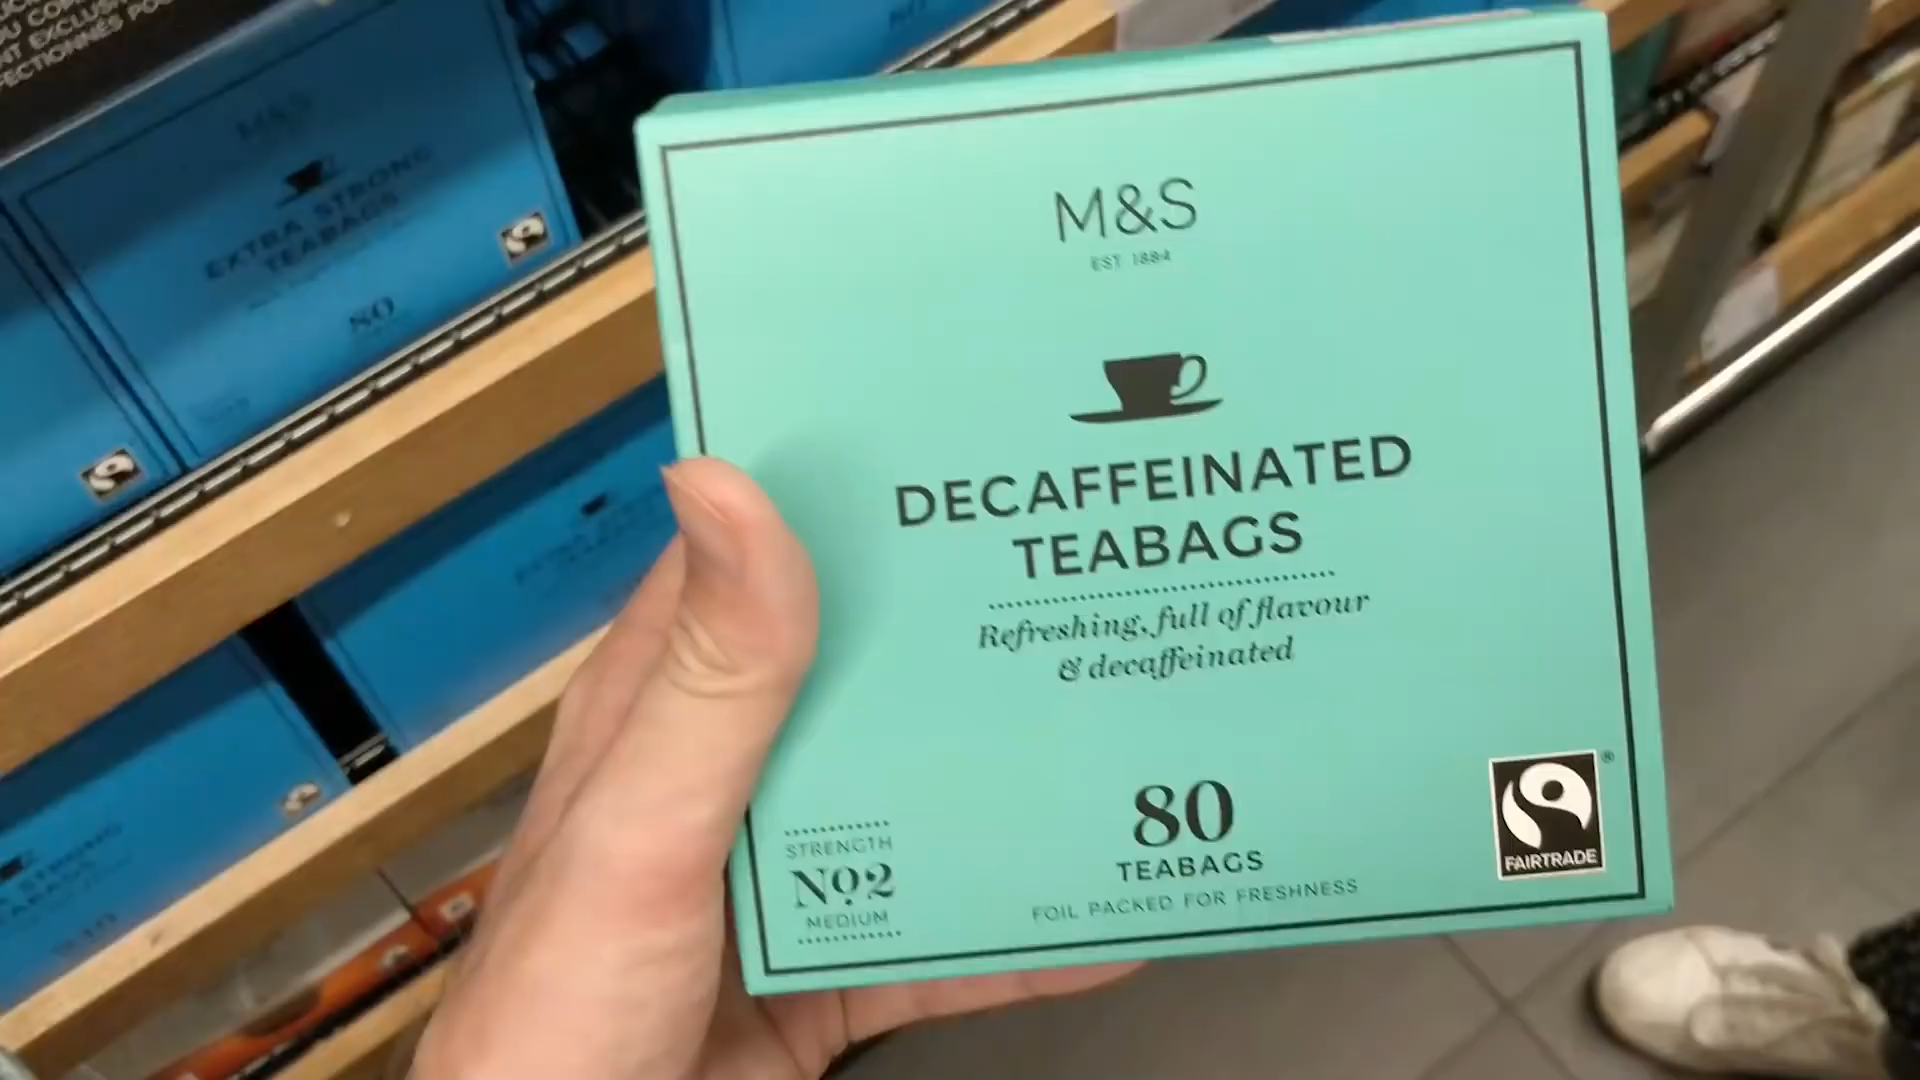 M&S
EST 1884
DECAFFEINATED
TEABAGS
Refreshing, full of flavour
& decaffeinated
80
TEABAGS
FOIL PACKED FOR FRESHNESS
STRENGTH
Nº2
MEDIUM
FAIRTRADE
®
M&S
EXTRA STRONG
TEABAGS
80